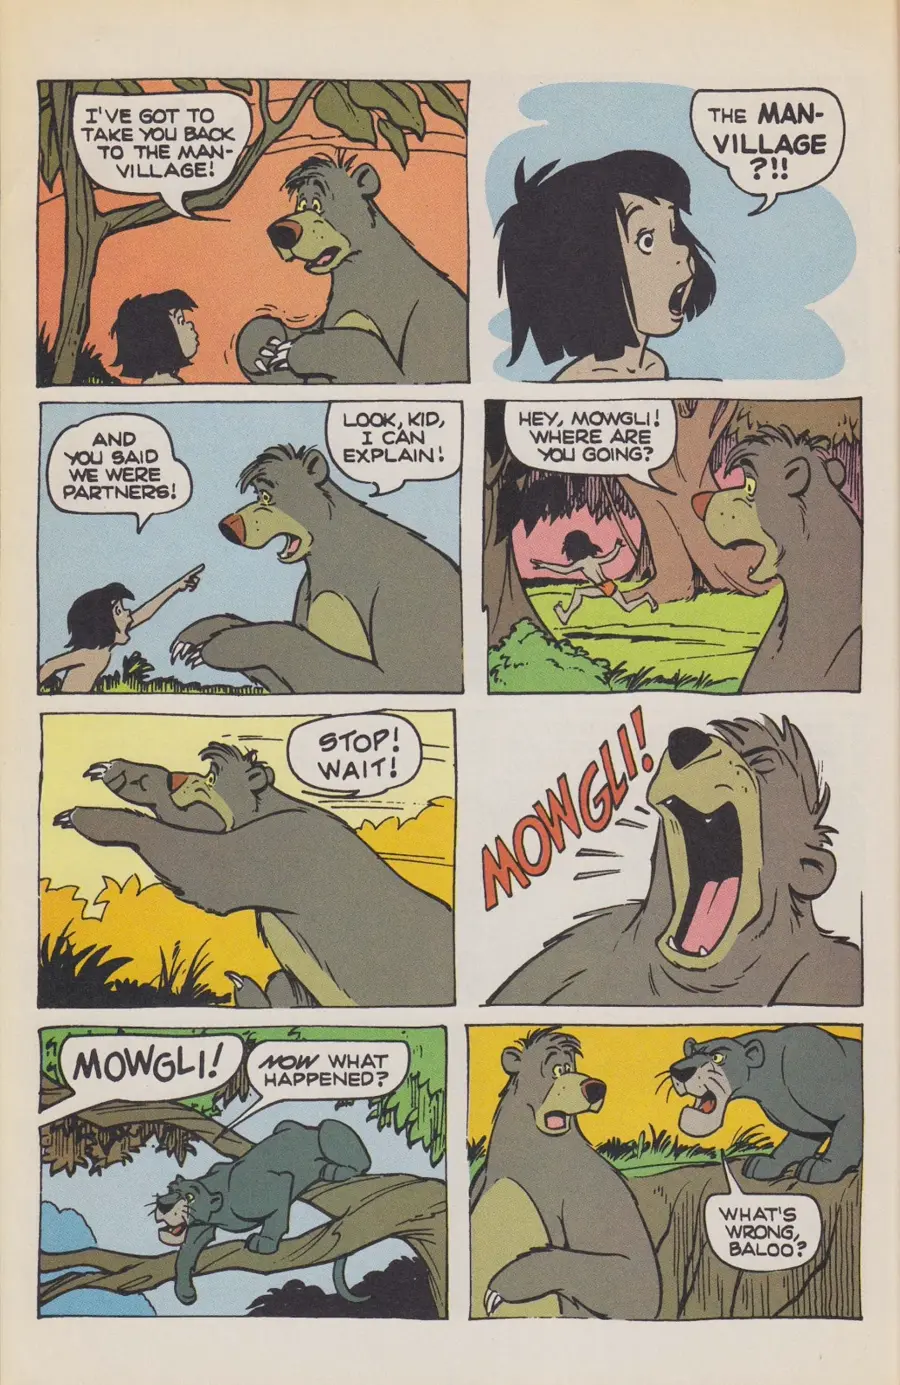 I'VE GOT TO
TAKE YOU BACK
TO THE MAN-
VILLAGE!
THE MAN-
VILLAGE
?!!
AND
YOU SAID
WE WERE
PARTNERS!
LOOK, KID,
I CAN
EXPLAIN!
HEY, MOWGLI!
WHERE ARE
YOU GOING?
STOP!
WAIT!
MOWGLI!
MOWGLI!
NOW WHAT
HAPPENED?
WHAT'S
WRONG,
BALOO?